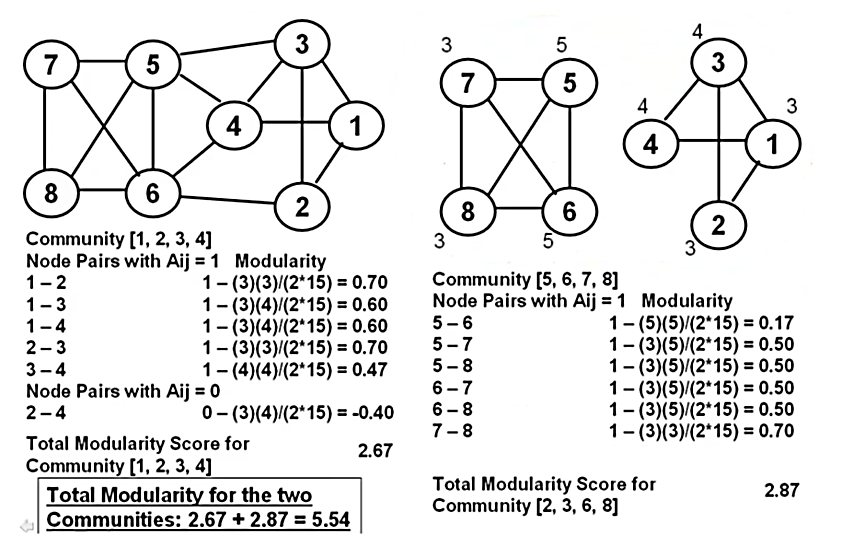 3
7
5
4
1
8
6
2
Community [1, 2, 3, 4]
Node Pairs with Aij = 1 Modularity
1 – 2 1 – (3)(3)/(2*15) = 0.70
1 – 3 1 – (3)(4)/(2*15) = 0.60
1 – 4 1 – (3)(4)/(2*15) = 0.60
2 – 3 1 – (3)(3)/(2*15) = 0.70
3 – 4 1 – (4)(4)/(2*15) = 0.47
Node Pairs with Aij = 0
2 – 4 0 – (3)(4)/(2*15) = -0.40
Total Modularity Score for 2.67
Community [1, 2, 3, 4]
Total Modularity for the two
Communities: 2.67 + 2.87 = 5.54
3 5
7 5
8 6
3 5
4
3
4 3
4 1
2
3
Community [5, 6, 7, 8]
Node Pairs with Aij = 1 Modularity
5 – 6 1 – (5)(5)/(2*15) = 0.17
5 – 7 1 – (3)(5)/(2*15) = 0.50
5 – 8 1 – (3)(5)/(2*15) = 0.50
6 – 7 1 – (3)(5)/(2*15) = 0.50
6 – 8 1 – (3)(5)/(2*15) = 0.50
7 – 8 1 – (3)(3)/(2*15) = 0.70
Total Modularity Score for 2.87
Community [2, 3, 6, 8]